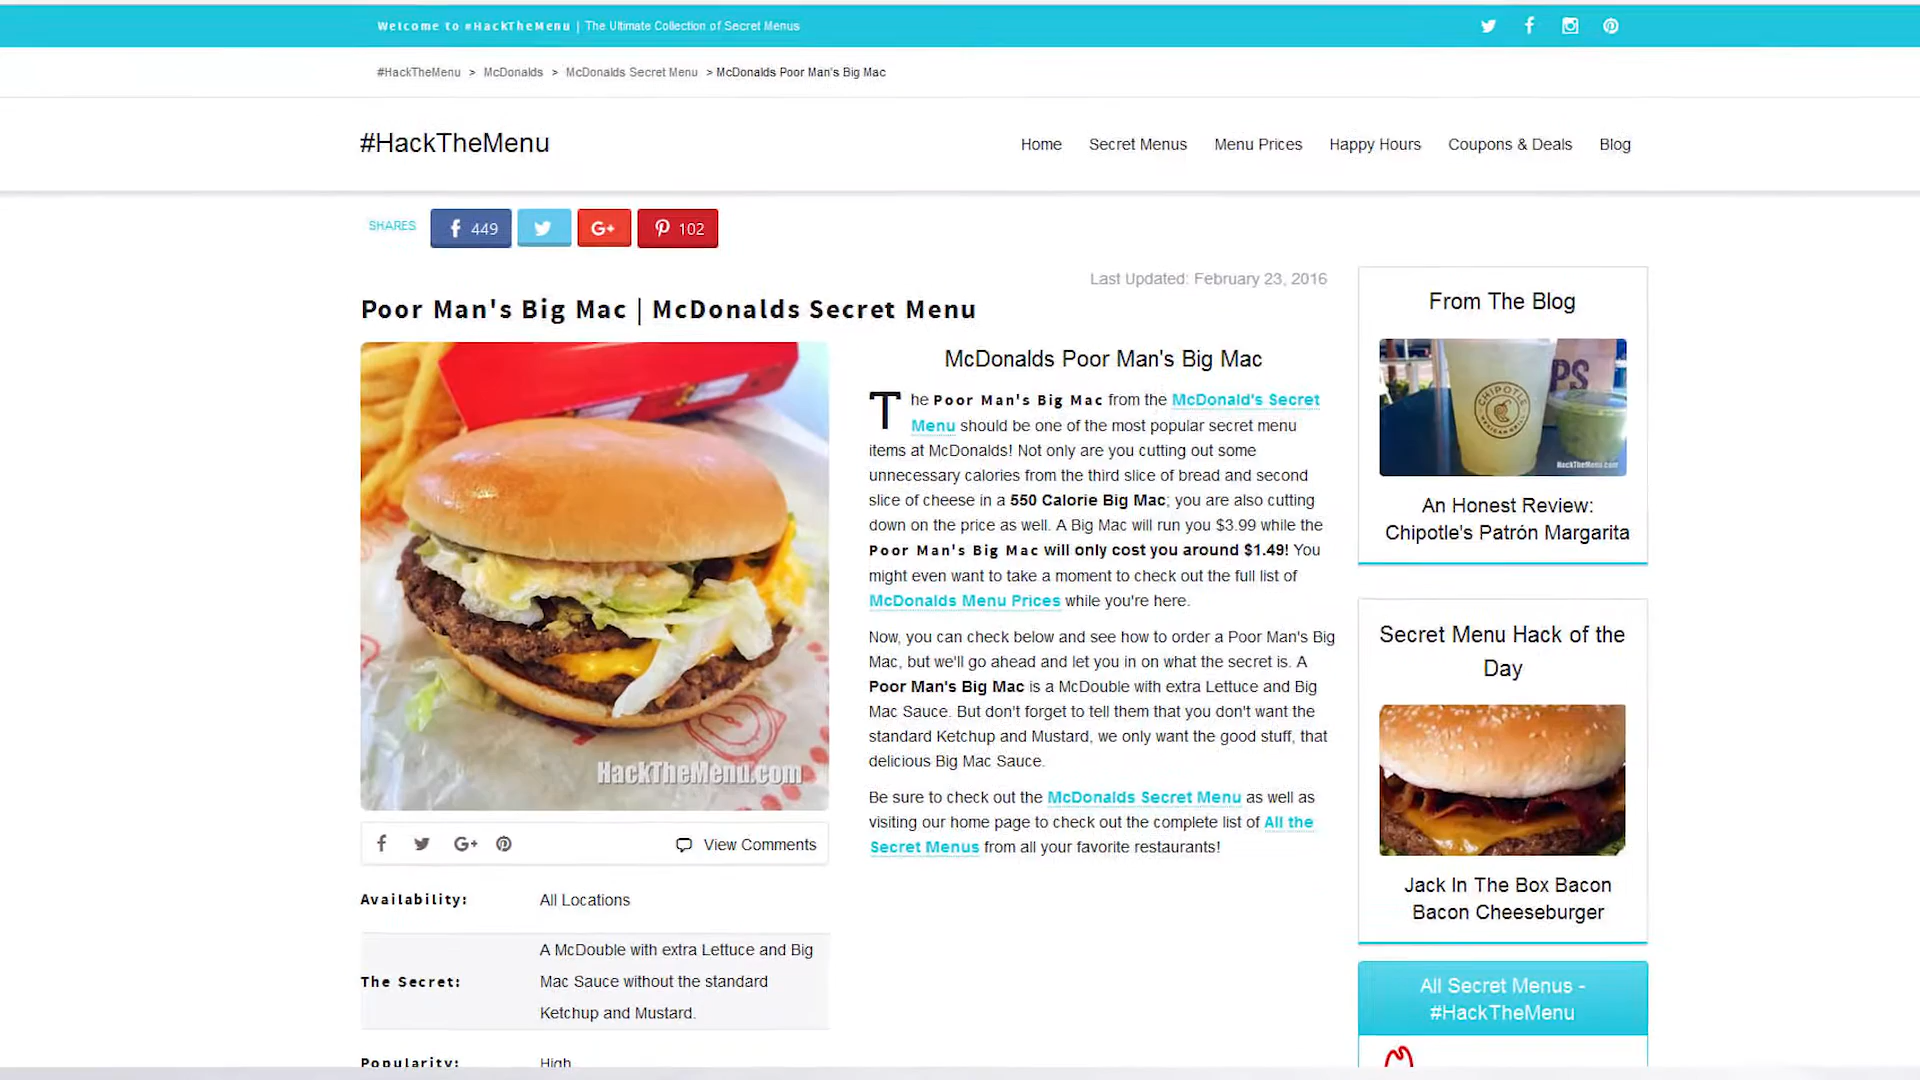 Welcome to #HackTheMenu | The Ultimate Collection of Secret Menus
#HackTheMenu > McDonalds > McDonalds Secret Menu > McDonalds Poor Man's Big Mac
#HackTheMenu
Home Secret Menus Menu Prices Happy Hours Coupons & Deals Blog
SHARES
449
G+
102
Last Updated: February 23, 2016
Poor Man's Big Mac | McDonalds Secret Menu
HackTheMenu.com
View Comments
Availability: All Locations
The Secret:
A McDouble with extra Lettuce and Big
Mac Sauce without the standard
Ketchup and Mustard.
Popularity: High
McDonalds Poor Man's Big Mac
The Poor Man's Big Mac from the McDonald's Secret
Menu should be one of the most popular secret menu
items at McDonalds! Not only are you cutting out some
unnecessary calories from the third slice of bread and second
slice of cheese in a 550 Calorie Big Mac; you are also cutting
down on the price as well. A Big Mac will run you $3.99 while the
Poor Man's Big Mac will only cost you around $1.49! You
might even want to take a moment to check out the full list of
McDonalds Menu Prices while you're here.
Now, you can check below and see how to order a Poor Man's Big
Mac, but we'll go ahead and let you in on what the secret is. A
Poor Man's Big Mac is a McDouble with extra Lettuce and Big
Mac Sauce. But don't forget to tell them that you don't want the
standard Ketchup and Mustard, we only want the good stuff, that
delicious Big Mac Sauce.
Be sure to check out the McDonalds Secret Menu as well as
visiting our home page to check out the complete list of All the
Secret Menus from all your favorite restaurants!
From The Blog
CHIPOTLE
HackTheMenu.com
An Honest Review:
Chipotle's Patrón Margarita
Secret Menu Hack of the
Day
Jack In The Box Bacon
Bacon Cheeseburger
All Secret Menus -
#HackTheMenu